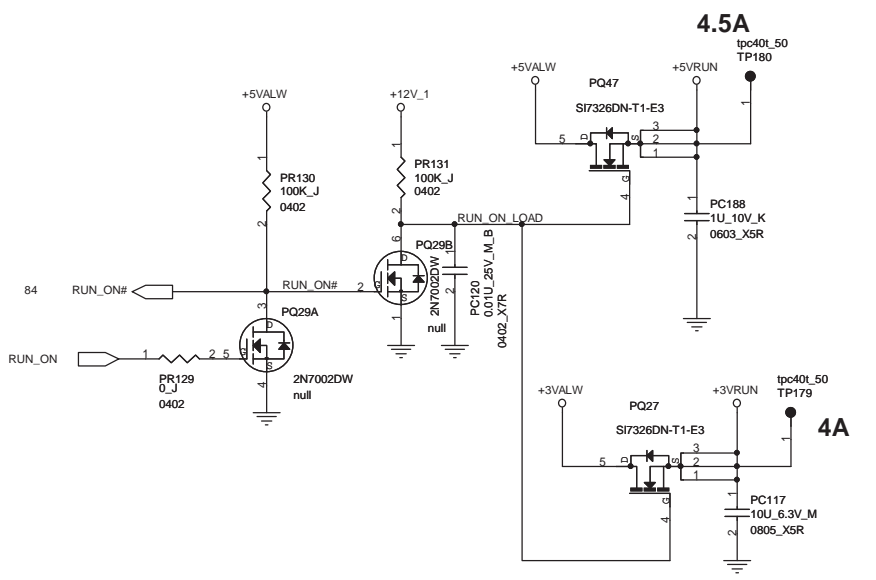 4.5A
tpc40t_50
TP180
+5VALW
+5VRUN
PQ47
SI7326DN-T1-E3
1
5
D
S
3
2
1
G
4
+5VALW
+12V_1
1
PR130
100K_J
0402
2
1
PR131
100K_J
0402
2
RUN_ON_LOAD
1
PC188
1U_10V_K
0603_X5R
2
6
D
PQ29B
G
S
2N7002DW
null
1
1
2
PC120
0.01U_25V_M_B
0402_X7R
84
RUN_ON#
RUN_ON#
2
3
PQ29A
D
G
S
RUN_ON
1
2
5
PR129
0_J
0402
4
2N7002DW
null
+3VALW
+3VRUN
tpc40t_50
TP179
4A
PQ27
SI7326DN-T1-E3
1
5
D
S
3
2
1
G
4
1
PC117
10U_6.3V_M
0805_X5R
2